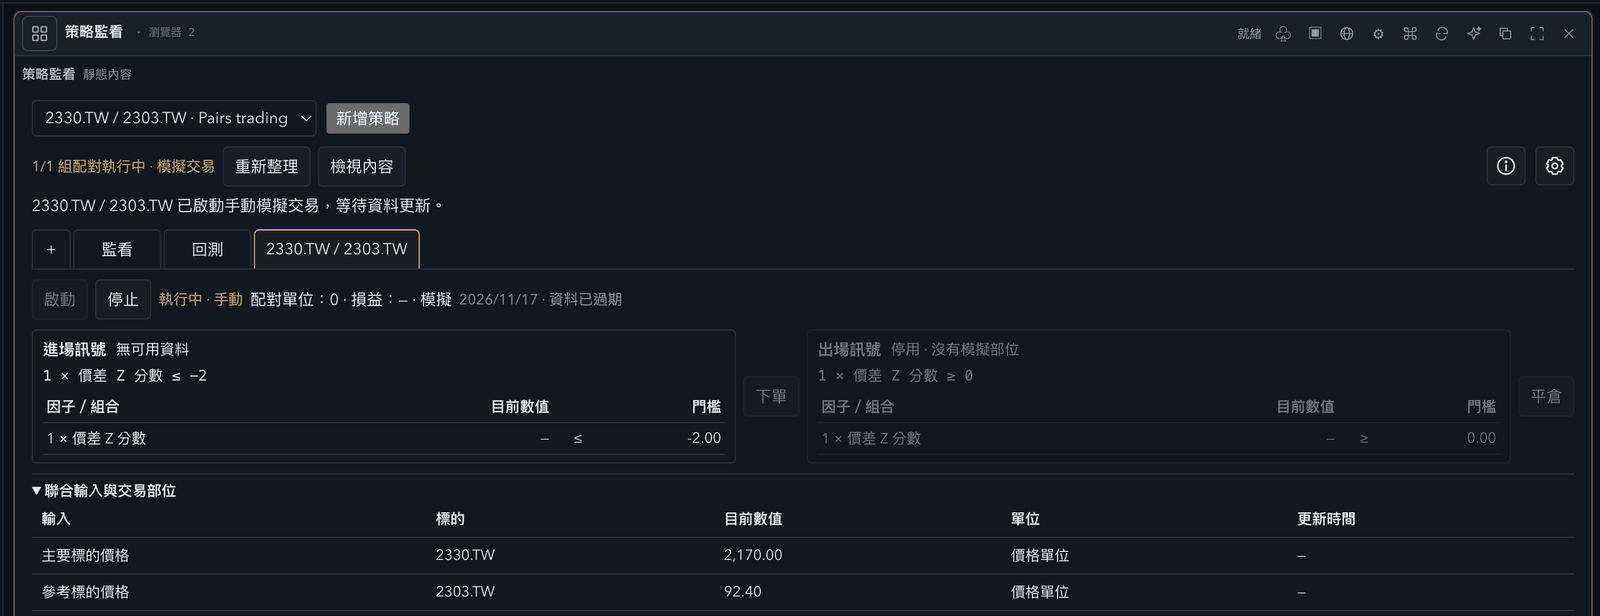 策略監看 · 瀏覽器 2 就緒
策略監看 靜態內容
2330.TW / 2303.TW · Pairs trading 新增策略
1/1 組配對執行中 · 模擬交易 重新整理 檢視內容
2330.TW / 2303.TW 已啟動手動模擬交易，等待資料更新。
+ 監看 回測 2330.TW / 2303.TW
啟動 停止 執行中 · 手動 配對單位：0 · 損益：— · 模擬 2026/11/17 · 資料已過期
進場訊號 無可用資料
1 × 價差 Z 分數 ≤ −2
因子 / 組合 目前數值 門檻
1 × 價差 Z 分數 — ≤ -2.00
下單
出場訊號 停用 · 沒有模擬部位
1 × 價差 Z 分數 ≥ 0
因子 / 組合 目前數值 門檻
1 × 價差 Z 分數 — ≥ 0.00
平倉
▼聯合輸入與交易部位
輸入 標的 目前數值 單位 更新時間
主要標的價格 2330.TW 2,170.00 價格單位 —
參考標的價格 2303.TW 92.40 價格單位 —